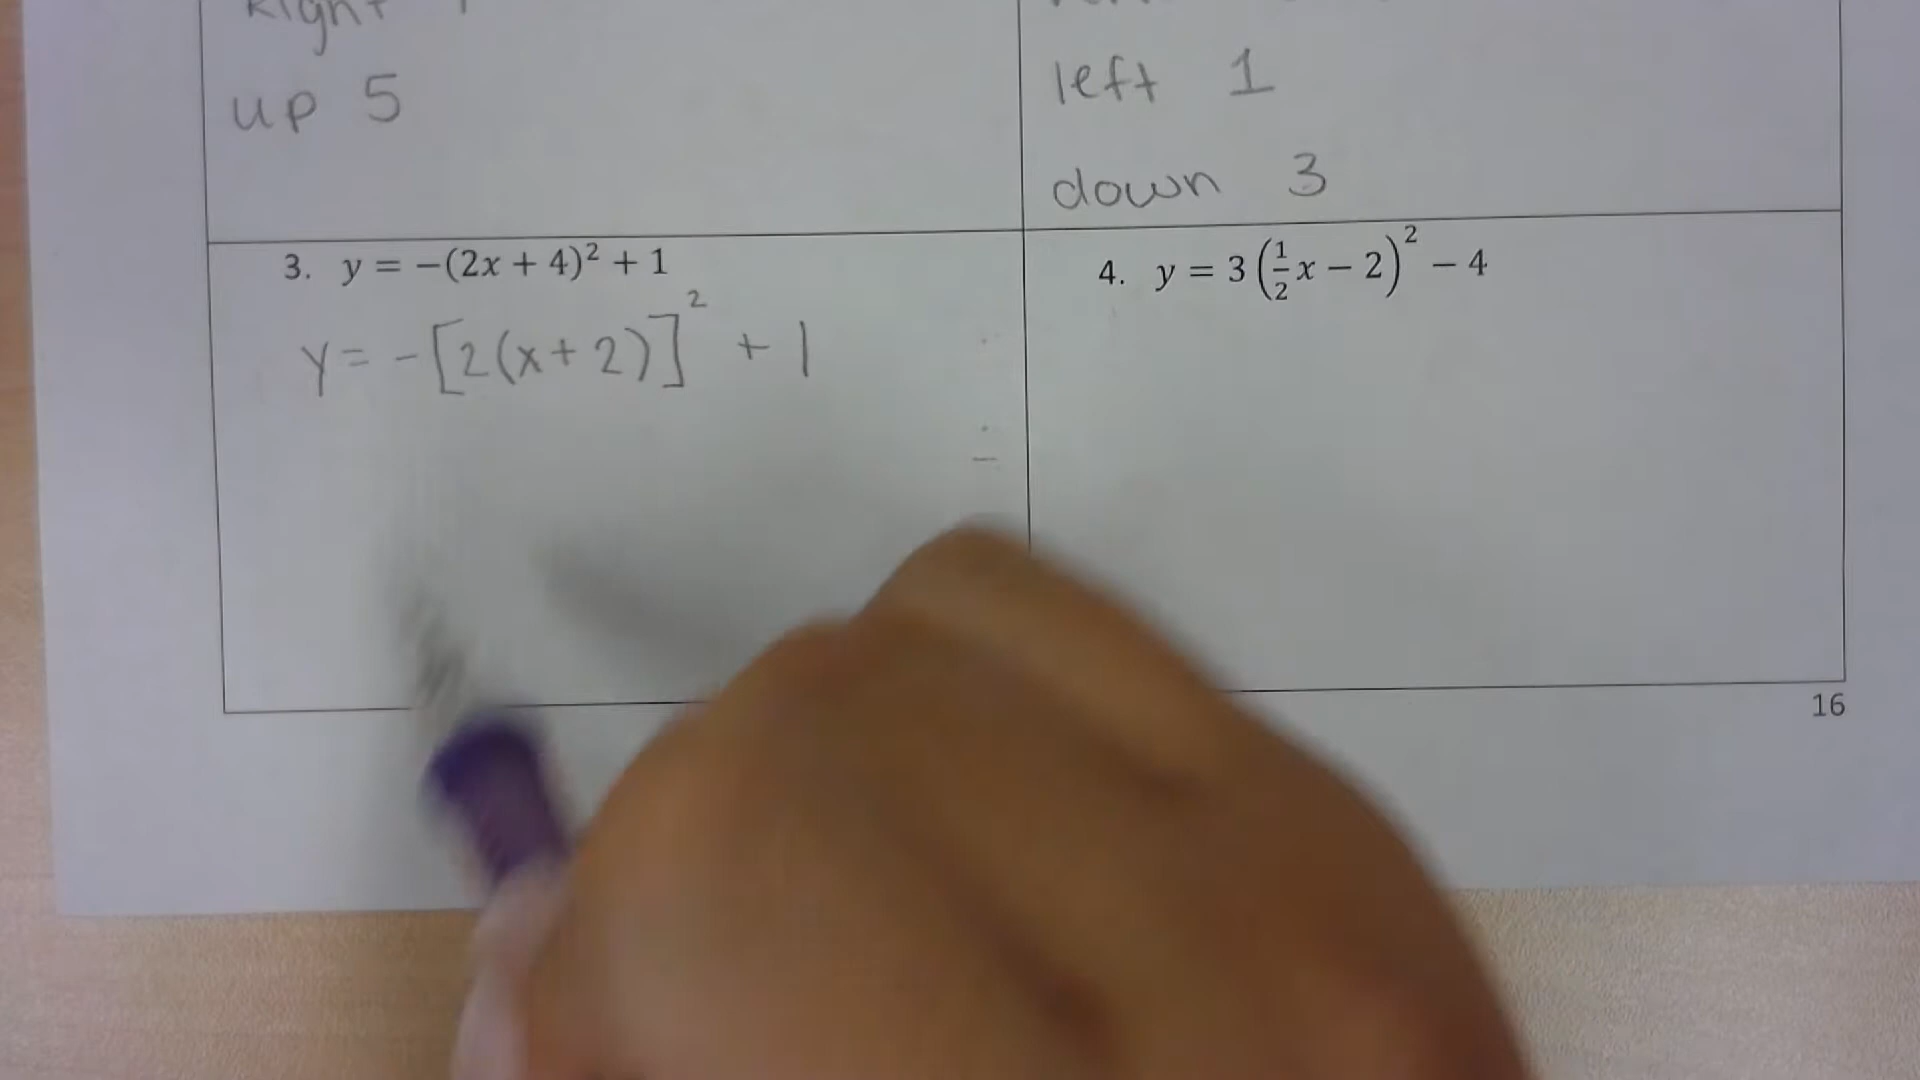 Right
up 5
left 1
down 3
3. y = −(2x + 4)² + 1
y = -[2(x+2)]² + 1
4. y = 3(½x − 2)² − 4
16